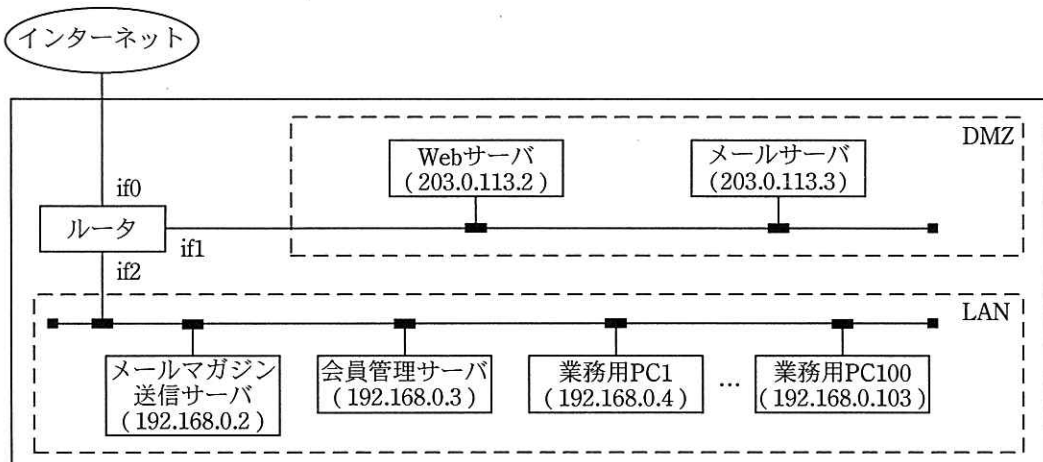 インターネット
DMZ
Webサーバ
(203.0.113.2)
メールサーバ
(203.0.113.3)
if0
ルータ
if1
if2
LAN
メールマガジン
送信サーバ
(192.168.0.2)
会員管理サーバ
(192.168.0.3)
業務用PC1
(192.168.0.4)
…
業務用PC100
(192.168.0.103)